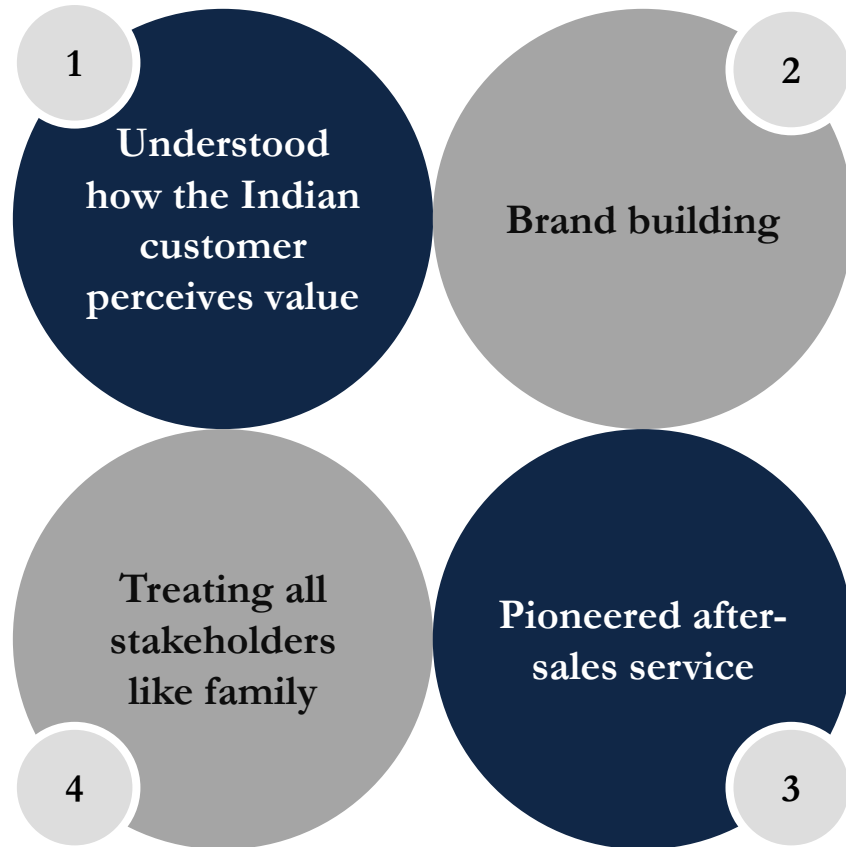 1
Understood
how the Indian
customer
perceives value
2
Brand building
3
Pioneered after-
sales service
4
Treating all
stakeholders
like family